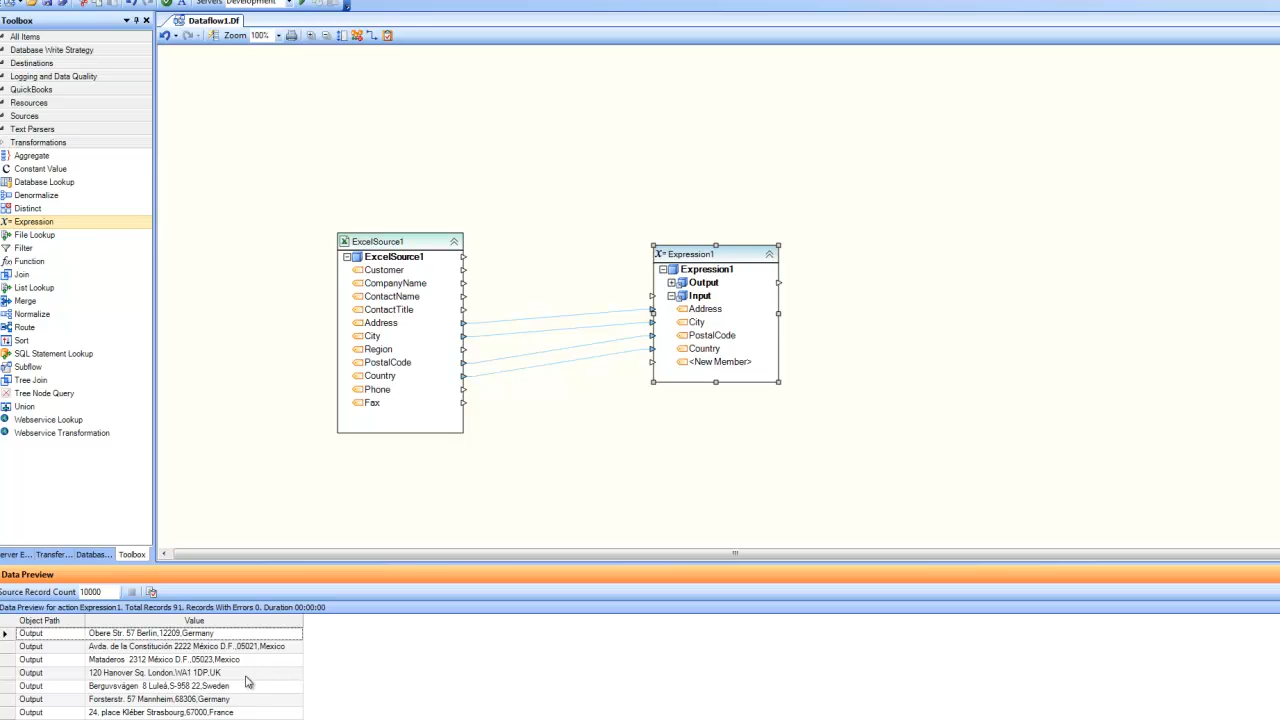 Servers Development
Toolbox
Dataflow1.Df
Zoom 100%
All Items
Database Write Strategy
Destinations
Logging and Data Quality
QuickBooks
Resources
Sources
Text Parsers
Transformations
Aggregate
Constant Value
Database Lookup
Denormalize
Distinct
Expression
File Lookup
Filter
Function
Join
List Lookup
Merge
Normalize
Route
Sort
SQL Statement Lookup
Subflow
Tree Join
Tree Node Query
Union
Webservice Lookup
Webservice Transformation
ExcelSource1
ExcelSource1
Customer
CompanyName
ContactName
ContactTitle
Address
City
Region
PostalCode
Country
Phone
Fax
Expression1
Expression1
Output
Input
Address
City
PostalCode
Country
<New Member>
erver E... Transfer... Databas... Toolbox
Data Preview
Source Record Count 10000
Data Preview for action Expression1. Total Records 91. Records With Errors 0. Duration 00:00:00
Object Path Value
Output Obere Str. 57 Berlin,12209,Germany
Output Avda. de la Constitución 2222 México D.F.,05021,Mexico
Output Mataderos 2312 México D.F.,05023,Mexico
Output 120 Hanover Sq. London,WA1 1DP,UK
Output Berguvsvägen 8 Luleå,S-958 22,Sweden
Output Forsterstr. 57 Mannheim,68306,Germany
Output 24, place Kléber Strasbourg,67000,France